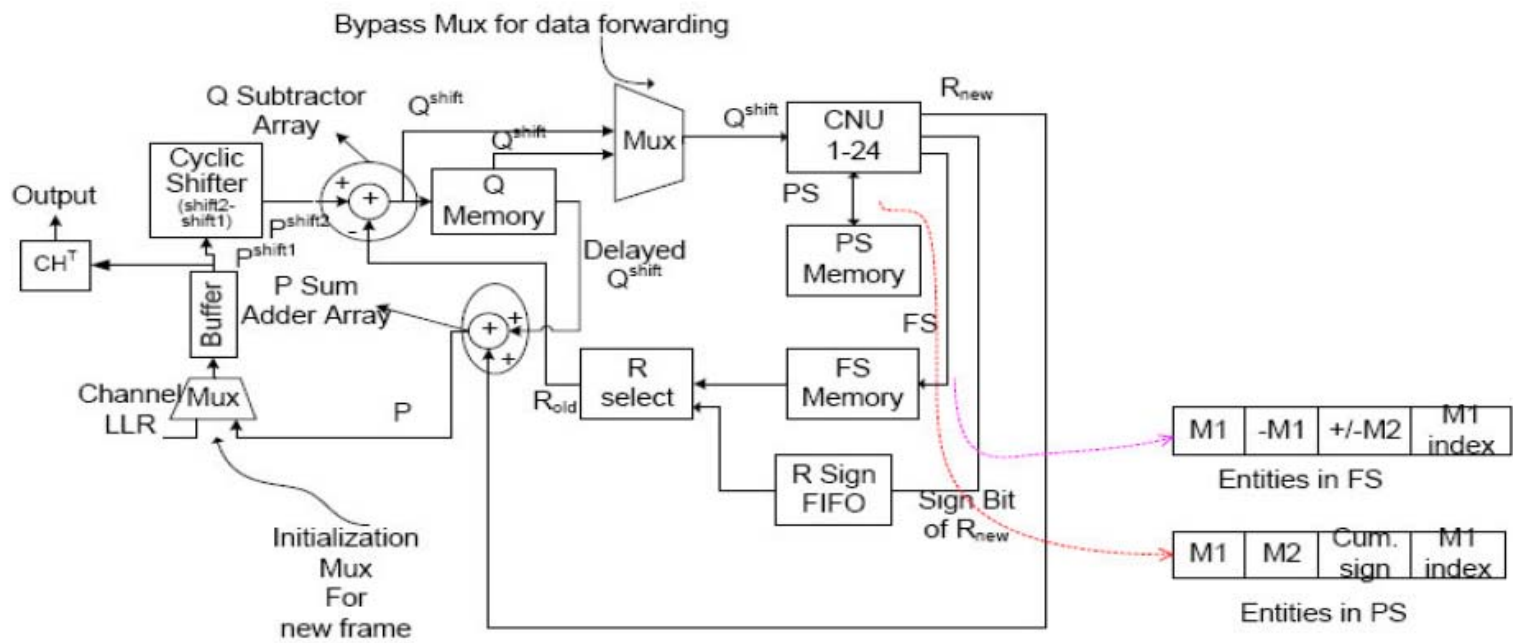 Bypass Mux for data forwarding
Q Subtractor
Array
Q^shift
Q^shift
Mux
Q^shift
CNU
1-24
R_new
Cyclic
Shifter
(shift2-
shift1)
Output
CH^T
P^shift2
P^shift1
+
+
-
Q
Memory
PS
PS
Memory
Delayed
Q^shift
P Sum
Adder Array
+
+
+
Buffer
FS
Channel
LLR
Mux
P
R_old
R
select
FS
Memory
R Sign
FIFO
Sign Bit
of R_new
M1 -M1 +/-M2 M1
index
Entities in FS
M1 M2 Cum.
sign M1
index
Entities in PS
Initialization
Mux
For
new frame